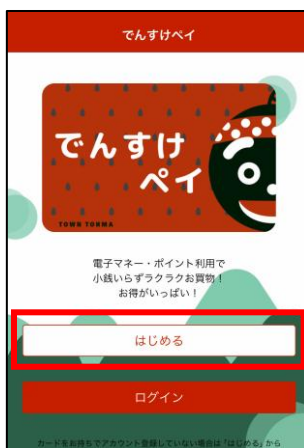 でんすけペイ
でんすけ
ペイ
TOWN TOHMA
電子マネー・ポイント利用で
小銭いらずラクラクお買物！
お得がいっぱい！
はじめる
ログイン
カードをお持ちでアカウント登録していない場合は「はじめる」から